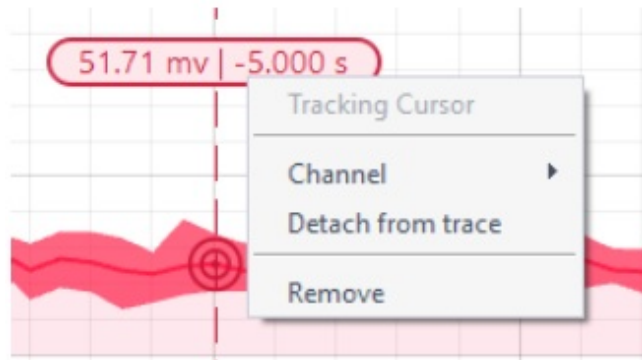 51.71 mv | -5.000 s
Tracking Cursor
Channel
Detach from trace
Remove